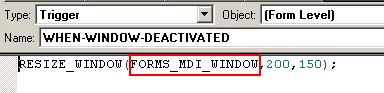 Type: Trigger Object: (Form Level)
Name: WHEN-WINDOW-DEACTIVATED
RESIZE_WINDOW(FORMS_MDI_WINDOW,200,150);